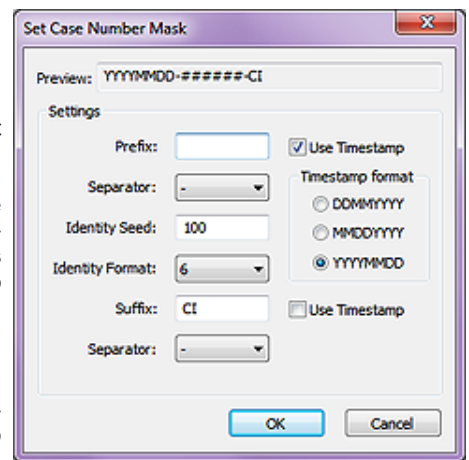 Set Case Number Mask
Preview: YYYYMMDD-######-CI
Settings
Prefix:
Use Timestamp
Separator: -
Timestamp format
DDMMYYYY
Identity Seed: 100
MMDDYYYY
Identity Format: 6
YYYYMMDD
Suffix: CI
Use Timestamp
Separator: -
OK Cancel